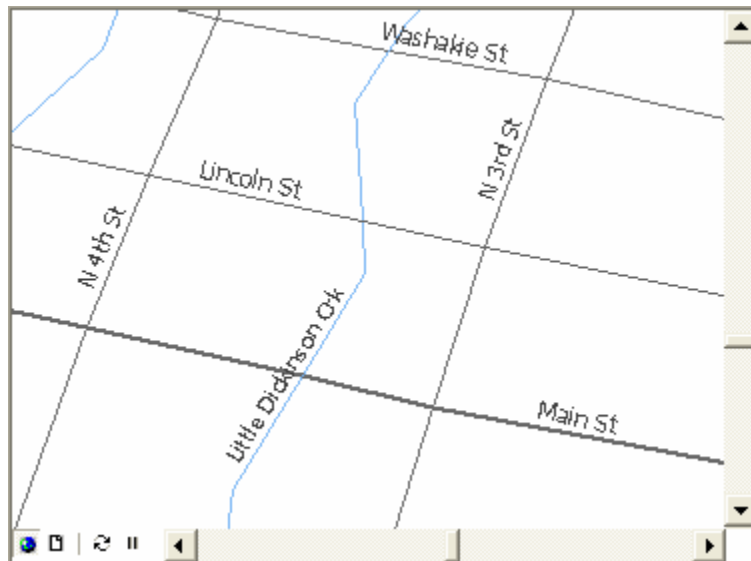 Washakie St
N 3rd St
Lincoln St
N 4th St
Little Dickinson Crk
Main St